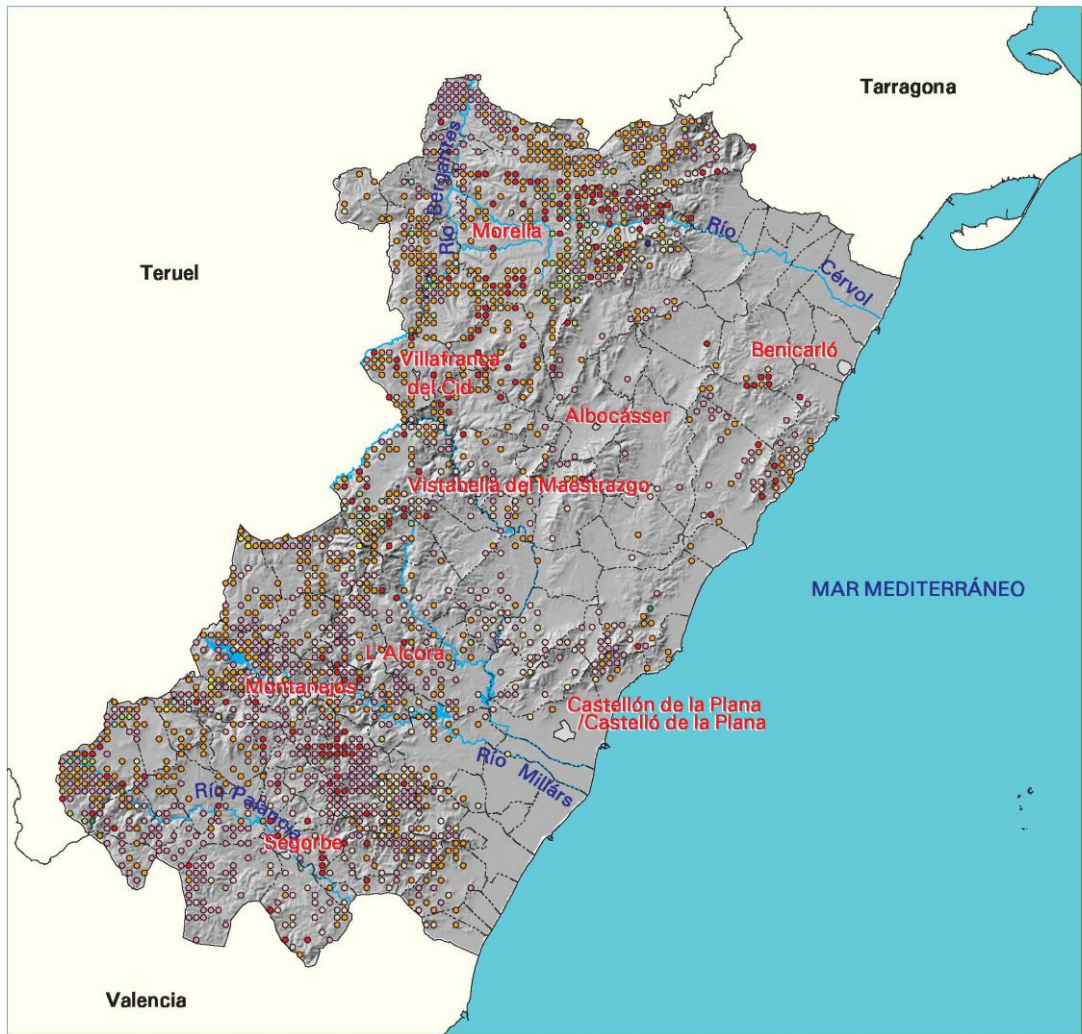 Tarragona
Río Bergantes
Morella
Río
Cérvol
Teruel
Benicarló
Villafranca
del Cid
Albocásser
Vistabella del Maestrazgo
MAR MEDITERRÁNEO
L'Alcora
Montanejos
Castellón de la Plana
/Castelló de la Plana
Río Millárs
Río Palancia
Segorbe
Valencia